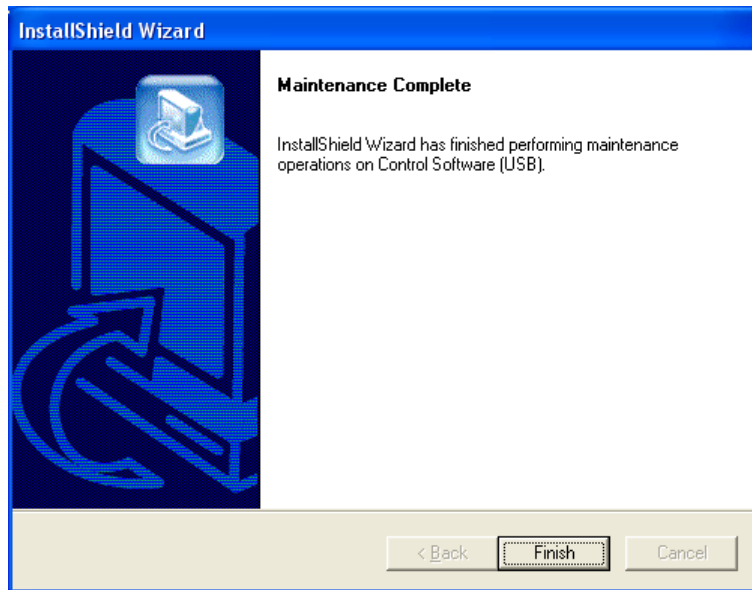 InstallShield Wizard
Maintenance Complete
InstallShield Wizard has finished performing maintenance
operations on Control Software (USB).
< Back
Finish
Cancel